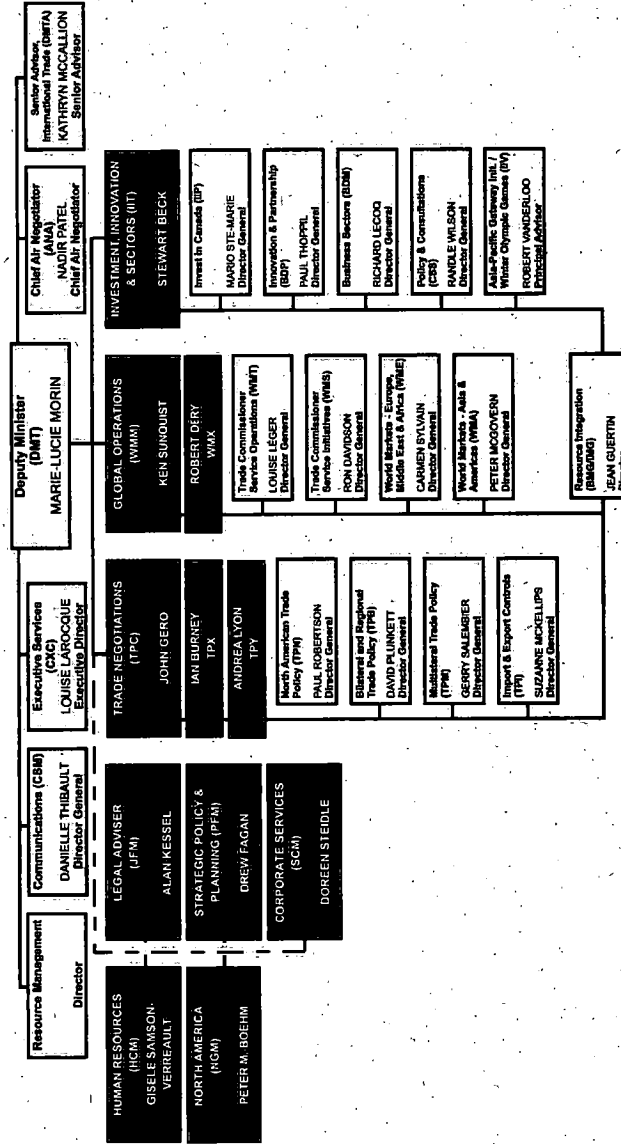 Deputy Minister
(DMIT)
MARIE-LUCIE MORIN
Resource Management
Director
Communications (CBM)
DANIELLE THIBAULT
Director General
Executive Services
(CXC)
LOUISE LAROCQUE
Executive Director
Chief Air Negotiator
(ANA)
NADIR PATEL
Chief Air Negotiator
Senior Advisor,
International Trade (DMTA)
KATHRYN MCCALLION
Senior Advisor
HUMAN RESOURCES
(HCM)
GISELE SAMSON-
VERREAULT
NORTH AMERICA
(NGM)
PETER M. BOEHM
LEGAL ADVISER
(JFM)
ALAN KESSEL
STRATEGIC POLICY &
PLANNING (PFM)
DREW FAGAN
CORPORATE SERVICES
(SCM)
DOREEN STEIDLE
TRADE NEGOTIATIONS
(TPC)
JOHN GERO
IAN BURNEY
TPX
ANDREA LYON
TPY
North American Trade
Policy (TPN)
PAUL ROBERTSON
Director General
Bilateral and Regional
Trade Policy (TPB)
DAVID PLUNKETT
Director General
Multilateral Trade Policy
(TPM)
GERRY SALEMBIER
Director General
Import & Export Controls
(TPI)
SUZANNE MCKELLIPS
Director General
GLOBAL OPERATIONS
(WMM)
KEN SUNQUIST
ROBERT DERY
WMX
Trade Commissioner
Service Operations (WMT)
LOUISE LÉGER
Director General
Trade Commissioner
Service Initiatives (WMS)
RON DAVIDSON
Director General
World Markets - Europe,
Middle East & Africa (WME)
CARMEN SYLVAIN
Director General
World Markets - Asia &
Americas (WMA)
PETER MCGOVERN
Director General
INVESTMENT, INNOVATION
& SECTORS (IIT)
STEWART BECK
Invest in Canada (IIP)
MARIO STE-MARIE
Director General
Innovation & Partnership
(BDP)
PAUL THOPPIL
Director General
Business Sectors (BDM)
RICHARD LECOQ
Director General
Policy & Consultations
(CSS)
RANDLE WILSON
Director General
Asia-Pacific Gateway Init. /
Winter Olympic Games (IIV)
ROBERT VANDERLOO
Principal Advisor
Resource Integration
(BMG/IMG)
JEAN GUERTIN